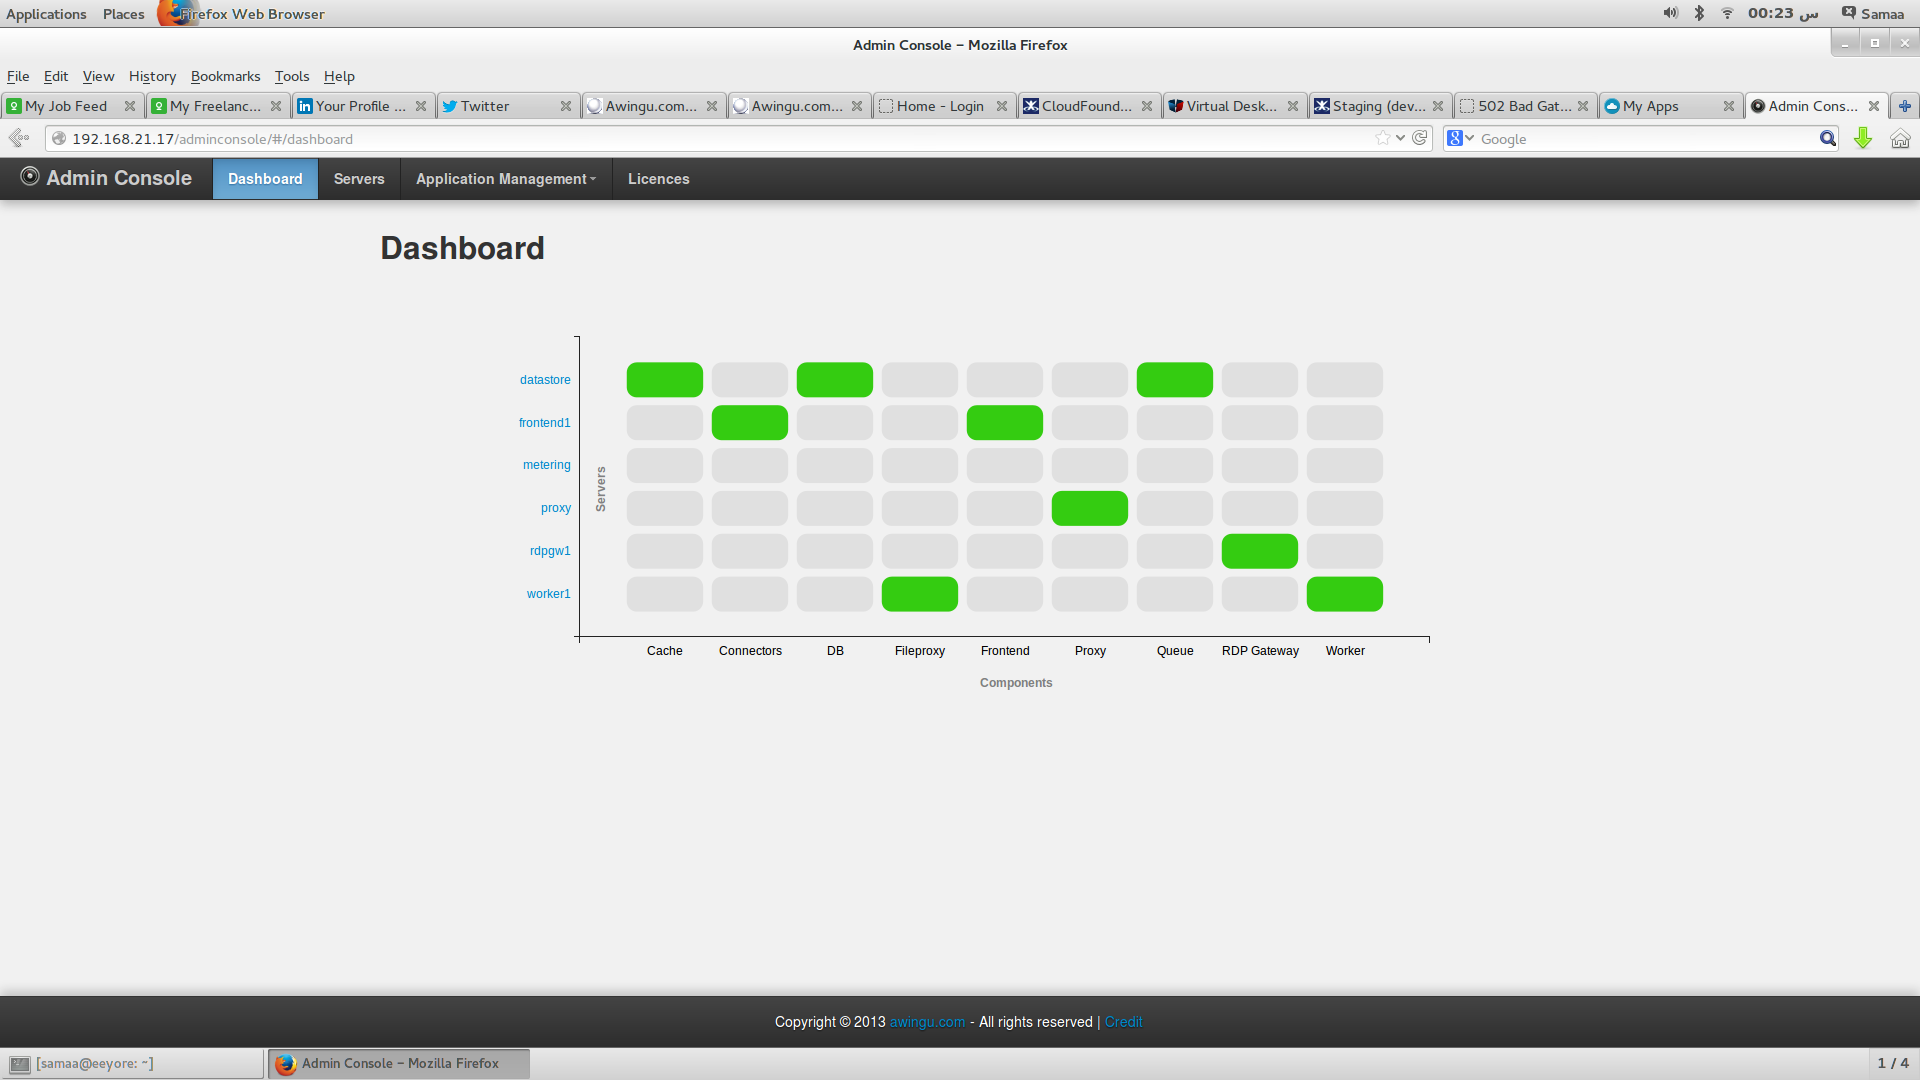 Applications Places Firefox Web Browser 00:23 س Samaa
Admin Console – Mozilla Firefox
File Edit View History Bookmarks Tools Help
My Job Feed My Freelanc... Your Profile ... Twitter Awingu.com... Awingu.com... Home - Login CloudFound... Virtual Desk... Staging (dev... 502 Bad Gat... My Apps Admin Cons...
192.168.21.17/adminconsole/#/dashboard Google
Admin Console Dashboard Servers Application Management Licences
Dashboard
datastore
frontend1
metering
proxy
rdpgw1
worker1
Servers
Cache Connectors DB Fileproxy Frontend Proxy Queue RDP Gateway Worker
Components
Copyright © 2013 awingu.com - All rights reserved | Credit
[samaa@eeyore: ~] Admin Console – Mozilla Firefox 1 / 4